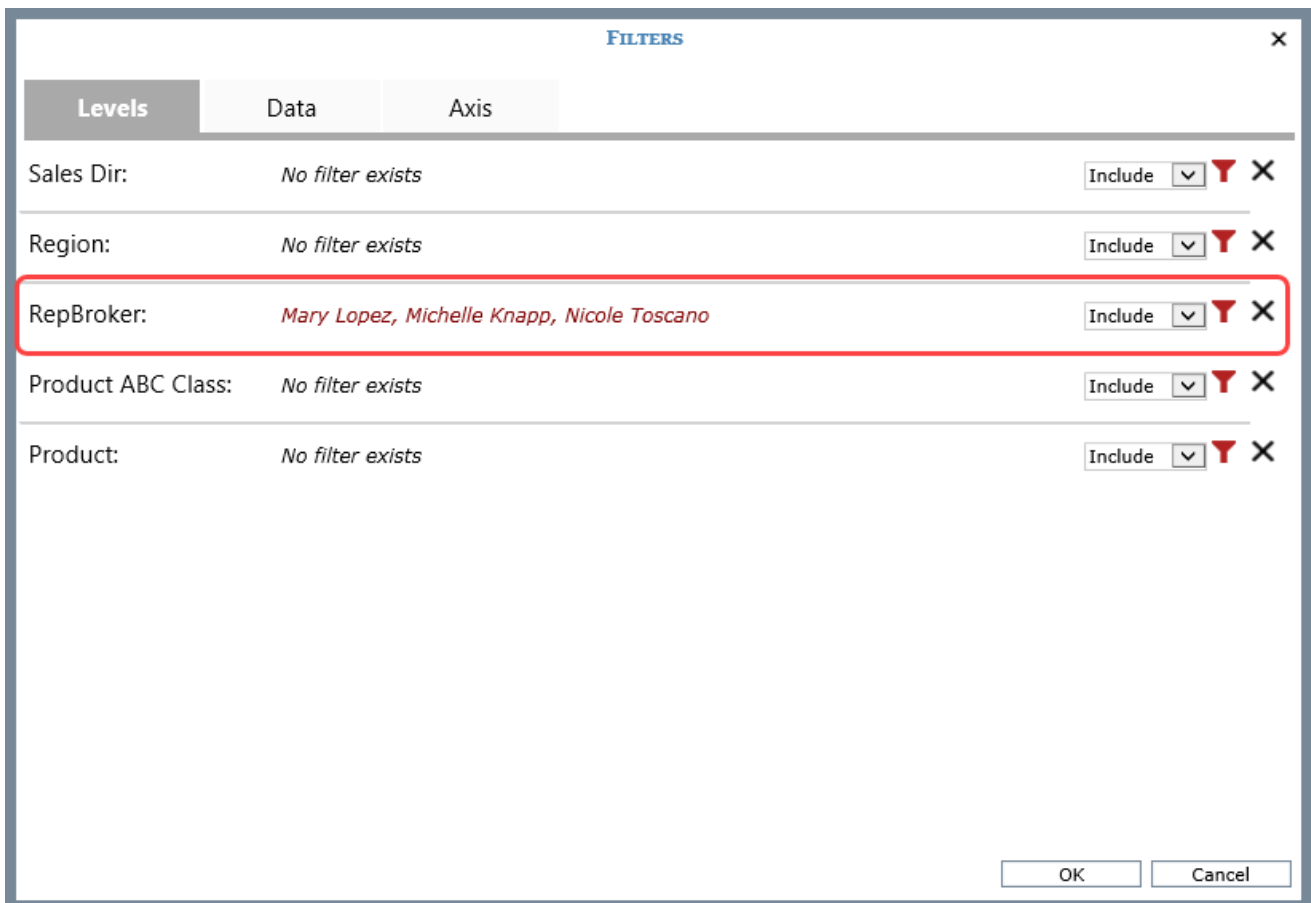 FILTERS
Levels Data Axis
Sales Dir: No filter exists Include
Region: No filter exists Include
RepBroker: Mary Lopez, Michelle Knapp, Nicole Toscano Include
Product ABC Class: No filter exists Include
Product: No filter exists Include
OK Cancel